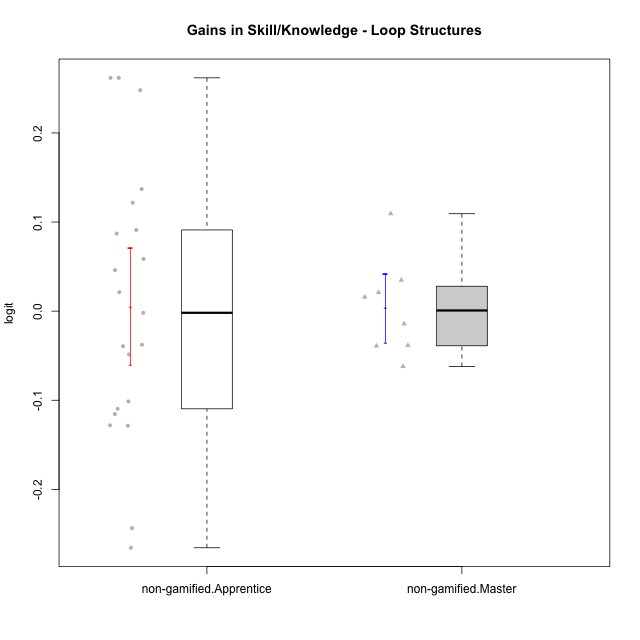 Gains in Skill/Knowledge - Loop Structures
logit
0.2
0.1
0.0
-0.1
-0.2
non-gamified.Apprentice
non-gamified.Master